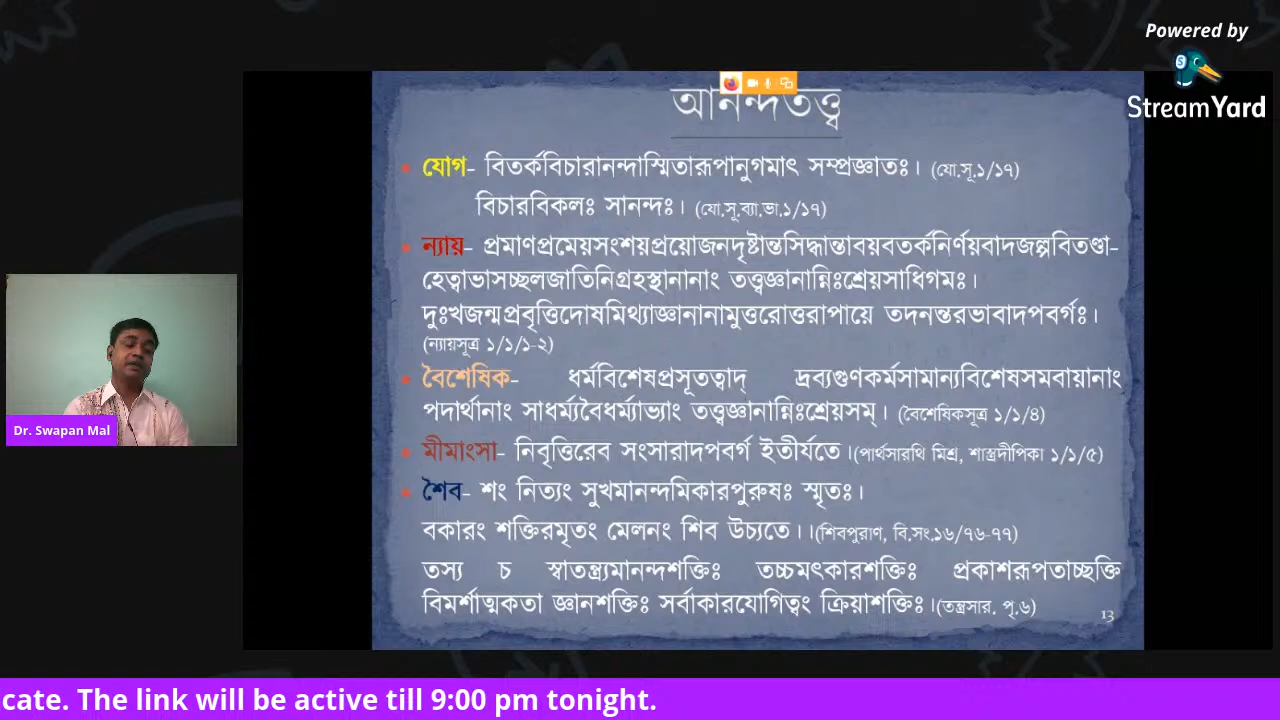 Powered by
StreamYard
আনন্দতত্ত্ব
যোগ- বিতর্কবিচারানন্দাস্মিতারূপানুগমাৎ সম্প্রজ্ঞাতঃ। (যো.সূ.১/১৭)
বিচারবিকলঃ সানন্দঃ। (যো.সূ.ব্যা.ভা.১/১৭)
ন্যায়- প্রমাণপ্রমেয়সংশয়প্রয়োজনদৃষ্টান্তসিদ্ধান্তাবয়বতর্কনির্ণয়বাদজল্পবিতণ্ডা-
হেত্বাভাসচ্ছলজাতিনিগ্রহস্থানানাং তত্ত্বজ্ঞানান্নিঃশ্রেয়সাধিগমঃ।
দুঃখজন্মপ্রবৃত্তিদোষমিথ্যাজ্ঞানানামুত্তরোত্তরাপায়ে তদনন্তরভাবাদপবর্গঃ।
(ন্যায়সূত্র ১/১/১-২)
বৈশেষিক- ধর্মবিশেষপ্রসূতত্বাদ্ দ্রব্যগুণকর্মসামান্যবিশেষসমবায়ানাং
পদার্থানাং সাধর্ম্যবৈধর্ম্যাভ্যাং তত্ত্বজ্ঞানান্নিঃশ্রেয়সম্। (বৈশেষিকসূত্র ১/১/৪)
মীমাংসা- নিবৃত্তিরেব সংসারাদপবর্গ ইতীর্যতে।(পার্থসারথি মিশ্র, শাস্ত্রদীপিকা ১/১/৫)
শৈব- শং নিত্যং সুখমানন্দমিকারপুরুষঃ স্মৃতঃ।
বকারং শক্তিরমৃতং মেলনং শিব উচ্যতে।।(শিবপুরাণ, বি.সং.১৬/৭৬-৭৭)
তস্য চ স্বাতন্ত্র্যমানন্দশক্তিঃ তচ্চমৎকারশক্তিঃ প্রকাশরূপতাচ্ছক্তি
বিমর্শাত্মকতা জ্ঞানশক্তিঃ সর্বাকারযোগিত্বং ক্রিয়াশক্তিঃ।(তন্ত্রসার. পৃ.৬)
13
Dr. Swapan Mal
cate. The link will be active till 9:00 pm tonight.